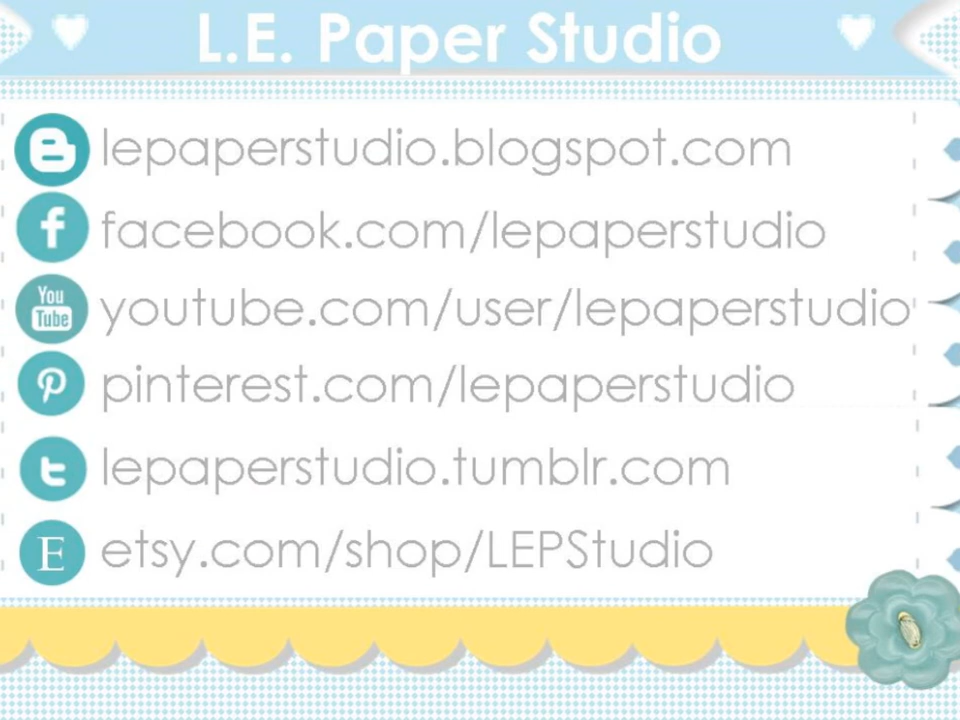 L.E. Paper Studio
lepaperstudio.blogspot.com
facebook.com/lepaperstudio
You
Tube
youtube.com/user/lepaperstudio
pinterest.com/lepaperstudio
lepaperstudio.tumblr.com
E
etsy.com/shop/LEPStudio